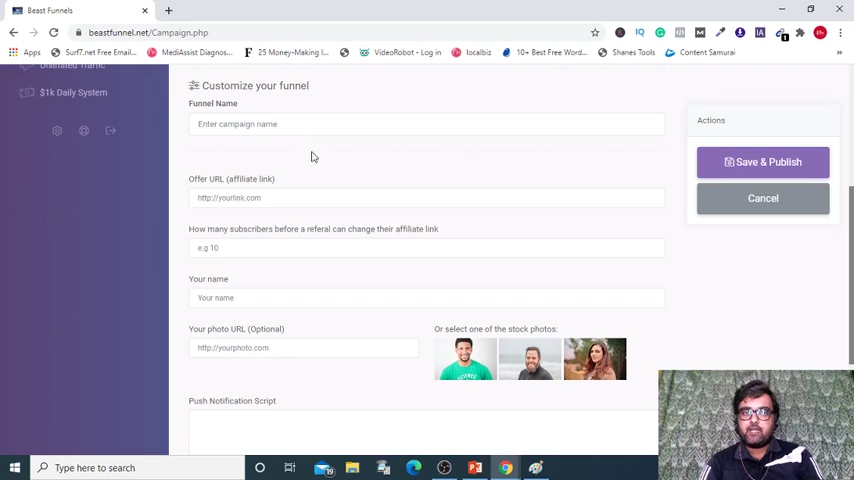 Beast Funnels
beastfunnel.net/Campaign.php
Apps
Surf7.net Free Email...
MediAssist Diagnos...
25 Money-Making I...
VideoRobot - Log in
localbiz
10+ Best Free Word...
Shanes Tools
Content Samurai
Unlimited Traffic
$1k Daily System
Customize your funnel
Funnel Name
Enter campaign name
Offer URL (affiliate link)
http://yourlink.com
How many subscribers before a referal can change their affiliate link
e.g 10
Your name
Your name
Your photo URL (Optional)
http://yourphoto.com
Or select one of the stock photos:
SCIENCE
Push Notification Script
Actions
Save & Publish
Cancel
Type here to search
19